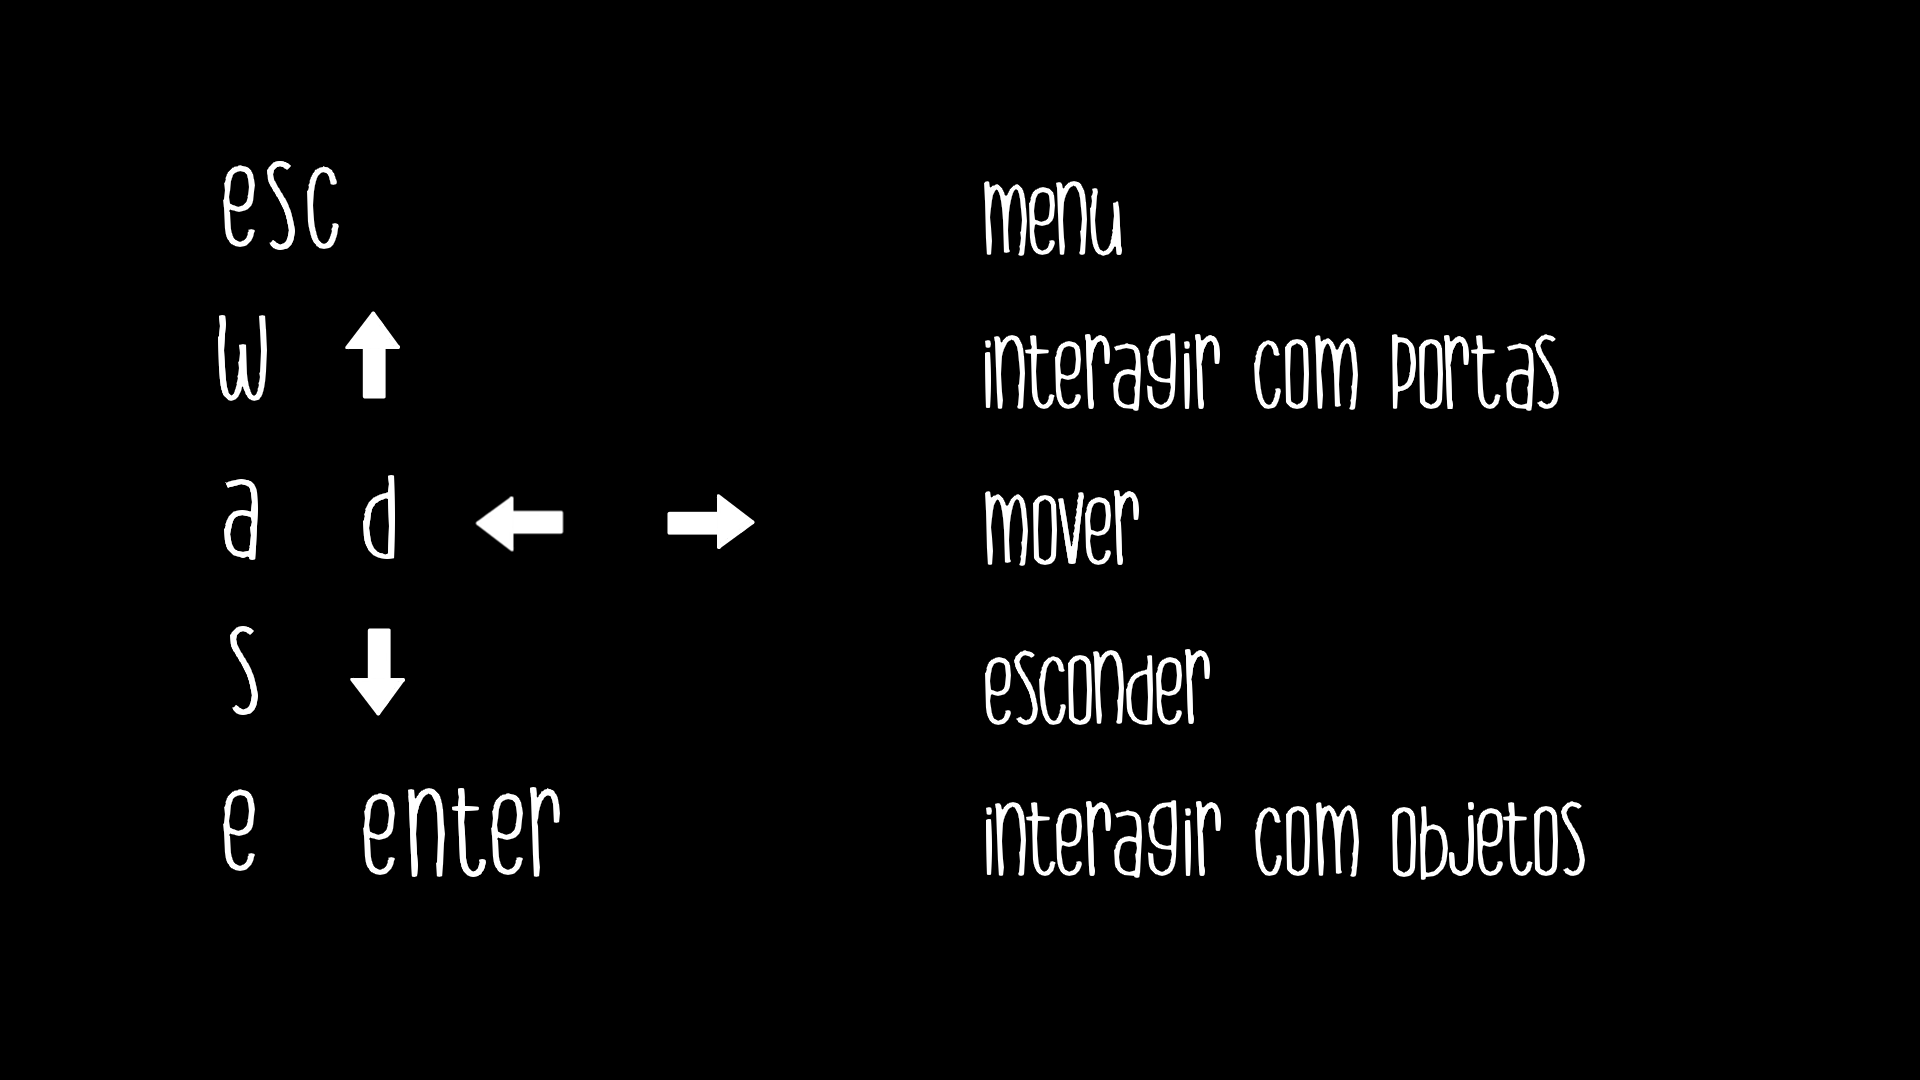 esc menu
w ↑ interagir com portas
a d ← → mover
s ↓ esconder
e enter interagir com objetos